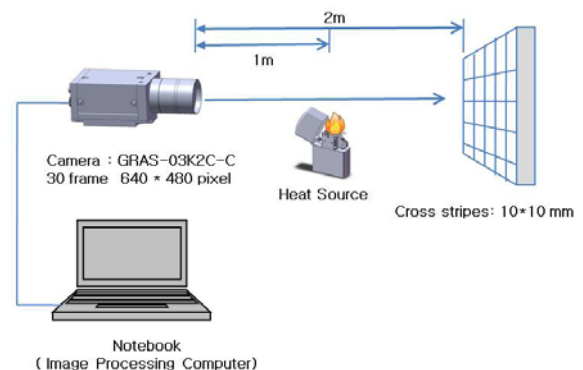 2m
1m
Camera : GRAS-03K2C-C
30 frame 640 * 480 pixel
Heat Source
Cross stripes: 10*10 mm
Notebook
( Image Processing Computer)